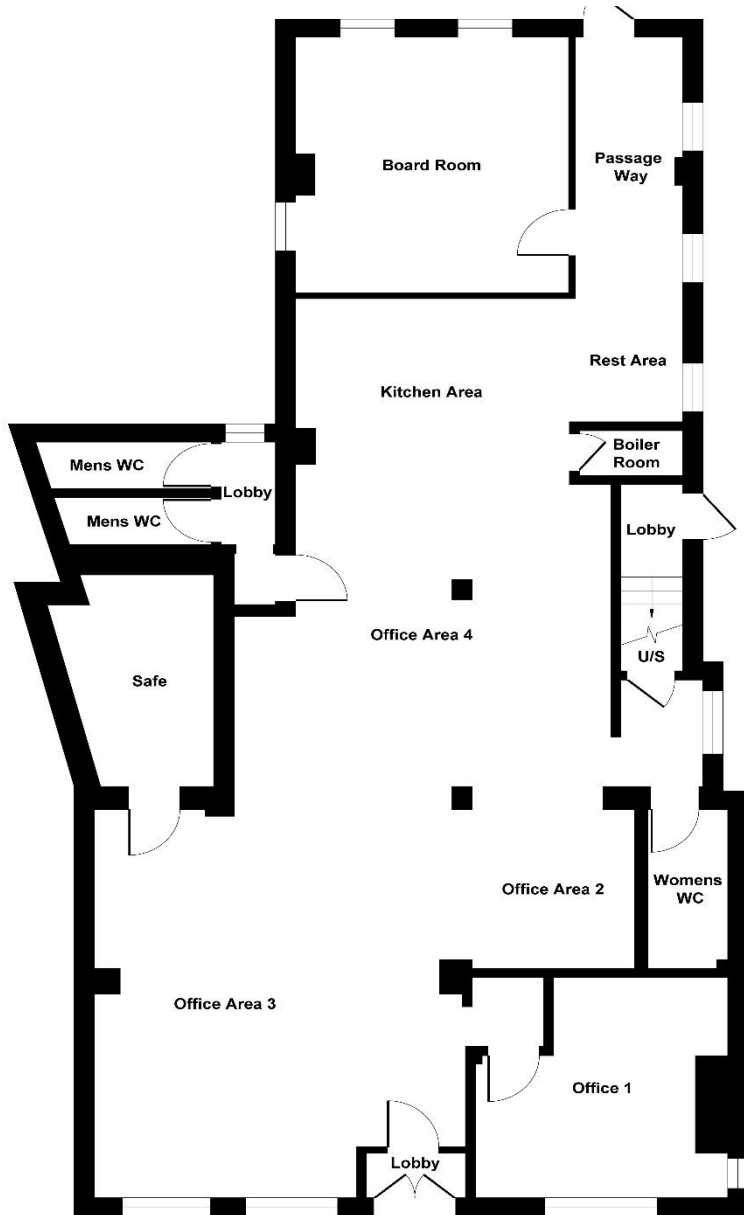 Board Room
Passage
Way
Rest Area
Kitchen Area
Boiler
Room
Mens WC
Lobby
Mens WC
Lobby
Office Area 4
U/S
Safe
Womens
WC
Office Area 2
Office Area 3
Office 1
Lobby